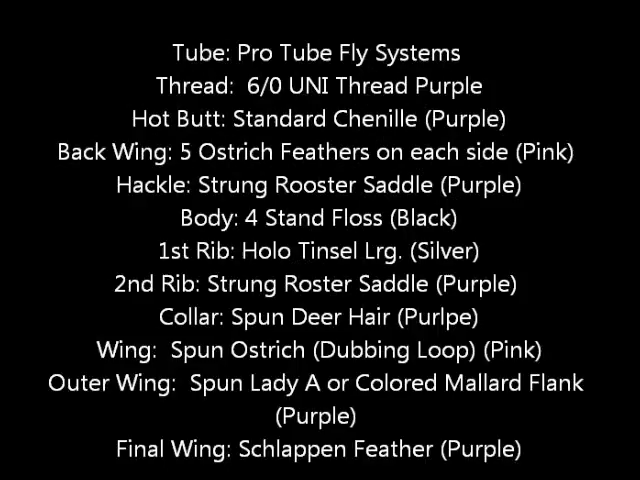 Tube: Pro Tube Fly Systems
Thread:  6/0 UNI Thread Purple
Hot Butt: Standard Chenille (Purple)
Back Wing: 5 Ostrich Feathers on each side (Pink)
Hackle: Strung Rooster Saddle (Purple)
Body: 4 Stand Floss (Black)
1st Rib: Holo Tinsel Lrg. (Silver)
2nd Rib: Strung Roster Saddle (Purple)
Collar: Spun Deer Hair (Purlpe)
Wing:  Spun Ostrich (Dubbing Loop) (Pink)
Outer Wing:  Spun Lady A or Colored Mallard Flank
(Purple)
Final Wing: Schlappen Feather (Purple)